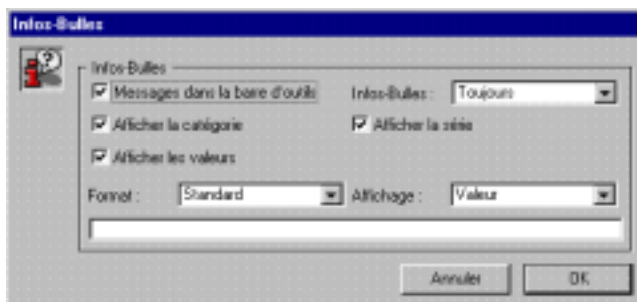 Infos-Bulles
Infos-Bulles
Messages dans la barre d'outils
Infos-Bulles : Toujours
Afficher la catégorie
Afficher la série
Afficher les valeurs
Format : Standard
Affichage : Valeur
Annuler
OK